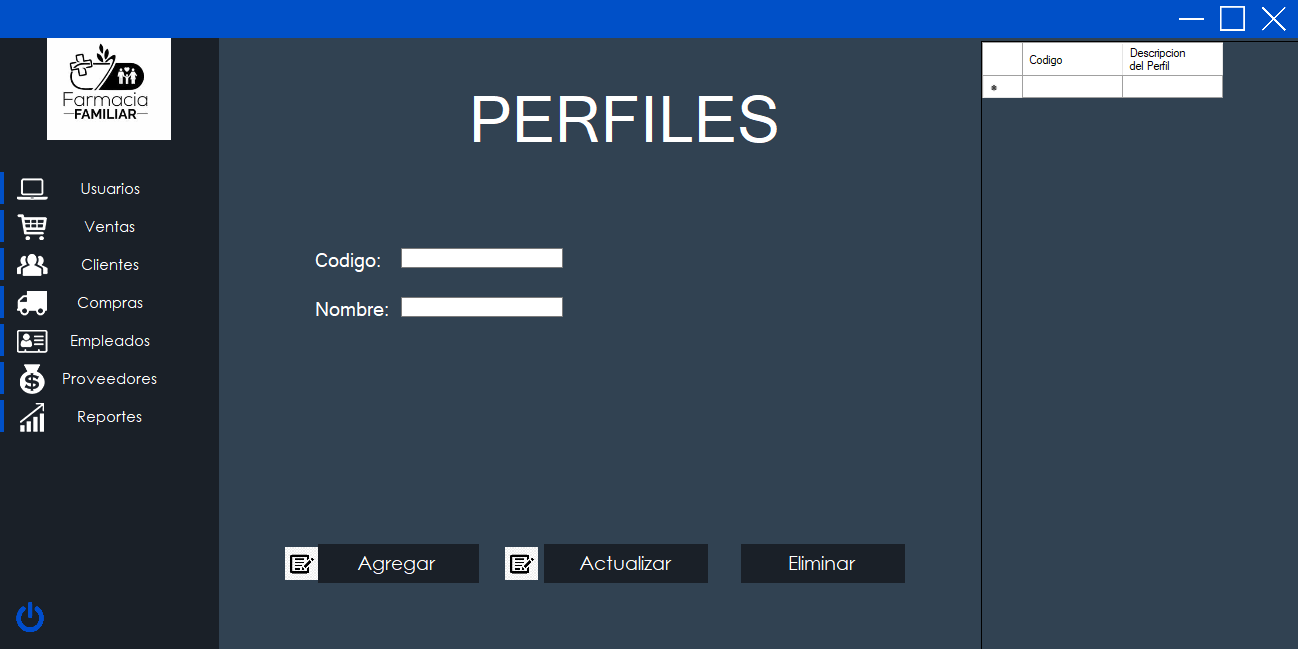 Farmacia
FAMILIAR
Usuarios
Ventas
Clientes
Compras
Empleados
Proveedores
Reportes
PERFILES
Codigo:
Nombre:
Agregar
Actualizar
Eliminar
Codigo
Descripcion
del Perfil